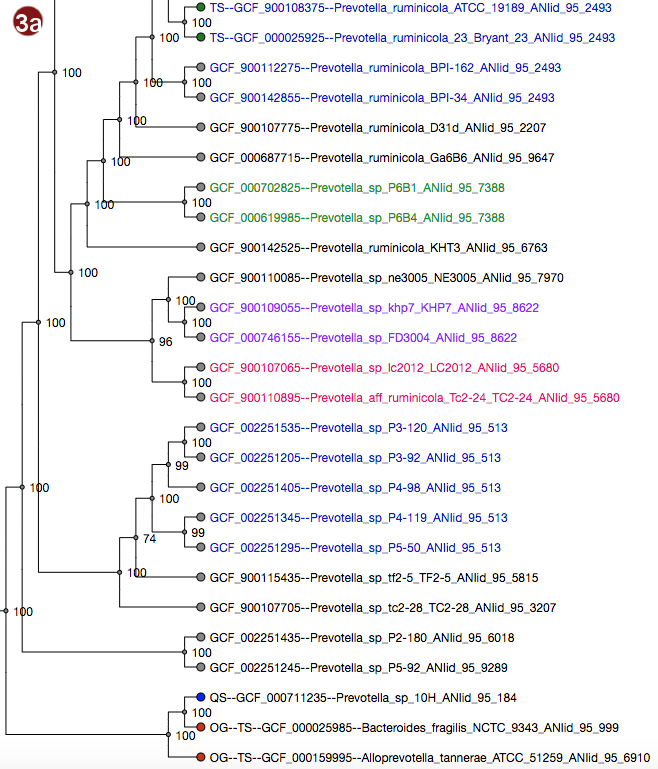 3a
TS--GCF_900108375--Prevotella_ruminicola_ATCC_19189_ANIid_95_2493
100
TS--GCF_000025925--Prevotella_ruminicola_23_Bryant_23_ANIid_95_2493
100
GCF_900112275--Prevotella_ruminicola_BPI-162_ANIid_95_2493
100
100
100
GCF_900142855--Prevotella_ruminicola_BPI-34_ANIid_95_2493
100
GCF_900107775--Prevotella_ruminicola_D31d_ANIid_95_2207
GCF_000687715--Prevotella_ruminicola_Ga6B6_ANIid_95_9647
100
GCF_000702825--Prevotella_sp_P6B1_ANIid_95_7388
100
100
GCF_000619985--Prevotella_sp_P6B4_ANIid_95_7388
GCF_900142525--Prevotella_ruminicola_KHT3_ANIid_95_6763
100
GCF_900110085--Prevotella_sp_ne3005_NE3005_ANIid_95_7970
100
GCF_900109055--Prevotella_sp_khp7_KHP7_ANIid_95_8622
100
100
GCF_000746155--Prevotella_sp_FD3004_ANIid_95_8622
96
GCF_900107065--Prevotella_sp_lc2012_LC2012_ANIid_95_5680
100
GCF_900110895--Prevotella_aff_ruminicola_Tc2-24_TC2-24_ANIid_95_5680
GCF_002251535--Prevotella_sp_P3-120_ANIid_95_513
100
GCF_002251205--Prevotella_sp_P3-92_ANIid_95_513
99
GCF_002251405--Prevotella_sp_P4-98_ANIid_95_513
100
100
GCF_002251345--Prevotella_sp_P4-119_ANIid_95_513
99
74
GCF_002251295--Prevotella_sp_P5-50_ANIid_95_513
100
GCF_900115435--Prevotella_sp_tf2-5_TF2-5_ANIid_95_5815
GCF_900107705--Prevotella_sp_tc2-28_TC2-28_ANIid_95_3207
100
GCF_002251435--Prevotella_sp_P2-180_ANIid_95_6018
100
GCF_002251245--Prevotella_sp_P5-92_ANIid_95_9289
QS--GCF_000711235--Prevotella_sp_10H_ANIid_95_184
100
OG--TS--GCF_000025985--Bacteroides_fragilis_NCTC_9343_ANIid_95_999
100
OG--TS--GCF_000159995--Alloprevotella_tannerae_ATCC_51259_ANIid_95_6910